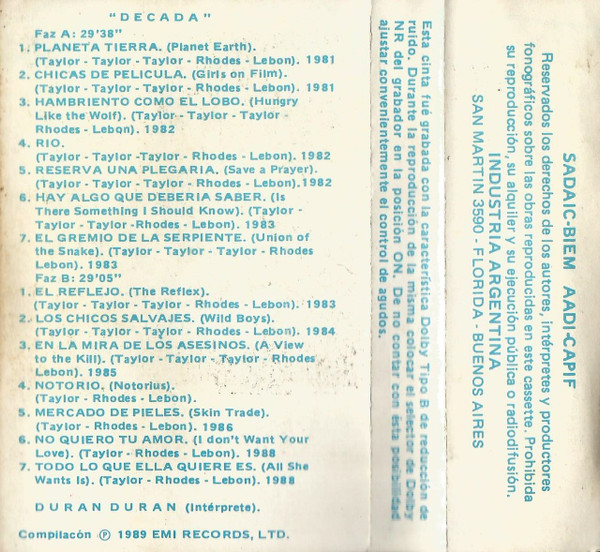 "DECADA"
Faz A: 29'38"
1. PLANETA TIERRA. (Planet Earth).
(Taylor - Taylor - Taylor - Rhodes - Lebon). 1981
2. CHICAS DE PELICULA. (Girls on Film).
(Taylor - Taylor - Taylor - Rhodes - Lebon). 1981
3. HAMBRIENTO COMO EL LOBO. (Hungry
Like the Wolf). (Taylor - Taylor - Taylor -
Rhodes - Lebon). 1982
4. RIO.
(Taylor - Taylor -Taylor - Rhodes - Lebon). 1982
5. RESERVA UNA PLEGARIA. (Save a Prayer).
(Taylor - Taylor - Taylor - Rhodes - Lebon).1982
6. HAY ALGO QUE DEBERIA SABER. (Is
There Something I Should Know). (Taylor -
Taylor - Taylor - Rhodes - Lebon). 1983
7. EL GREMIO DE LA SERPIENTE. (Union of
the Snake). (Taylor - Taylor - Taylor - Rhodes
Lebon). 1983
Faz B: 29'05"
1. EL REFLEJO. (The Reflex).
(Taylor - Taylor - Taylor - Rhodes - Lebon). 1983
2. LOS CHICOS SALVAJES. (Wild Boys).
(Taylor - Taylor - Taylor - Rhodes - Lebon). 1984
3. EN LA MIRA DE LOS ASESINOS. (A View
to the Kill). (Taylor - Taylor - Taylor - Rhodes
Lebon). 1985
4. NOTORIO. (Notorius).
(Taylor - Rhodes - Lebon).
5. MERCADO DE PIELES. (Skin Trade).
(Taylor - Rhodes - Lebon). 1986
6. NO QUIERO TU AMOR. (I don't Want Your
Love). (Taylor - Rhodes - Lebon). 1988
7. TODO LO QUE ELLA QUIERE ES. (All She
Wants Is). (Taylor - Rhodes - Lebon). 1988
DURAN DURAN (Intérprete).
Compilacón Ⓟ 1989 EMI RECORDS, LTD.
Esta cinta fué grabada con la característica Dolby Tipo B de reducción de
ruido. Durante la reproducción de la misma colocar el selector de Dolby
NR del grabador en la posición ON. De no contar con ésta posibilidad
ajustar convenientemente el control de agudos.
SADAIC-BIEM AADI-CAPIF
Reservados los derechos de los autores, intérpretes y productores
fonográficos sobre las obras reproducidas en este cassette. Prohibida
su reproducción, su alquiler y su ejecución pública o radiodifusión.
INDUSTRIA ARGENTINA
SAN MARTIN 3590 - FLORIDA - BUENOS AIRES